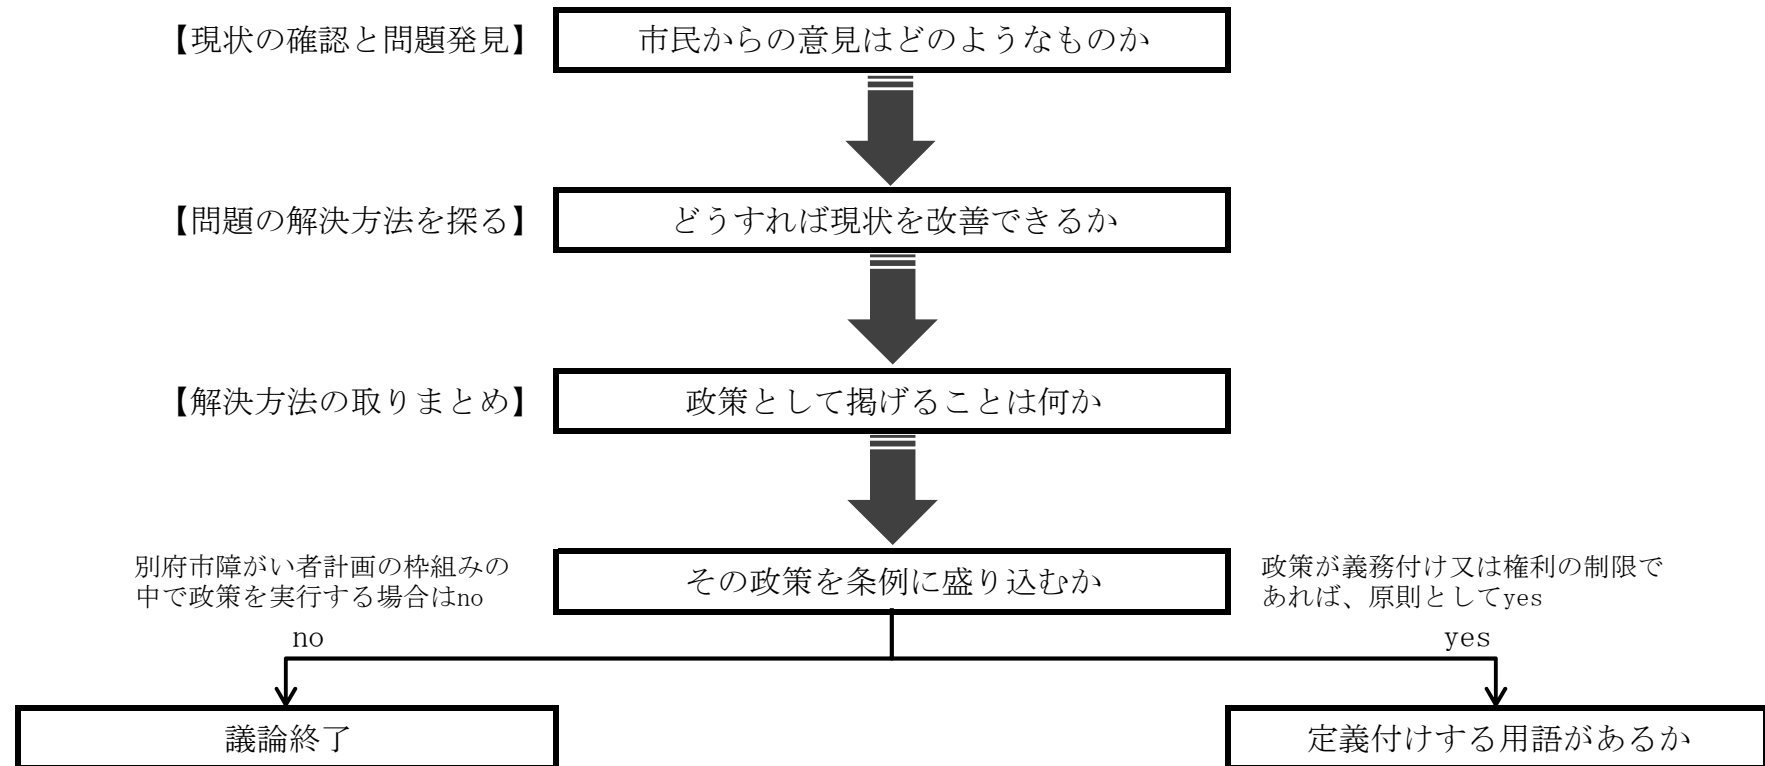 【現状の確認と問題発見】
市民からの意見はどのようなものか
【問題の解決方法を探る】
どうすれば現状を改善できるか
【解決方法の取りまとめ】
政策として掲げることは何か
別府市障がい者計画の枠組みの
中で政策を実行する場合はno
その政策を条例に盛り込むか
政策が義務付け又は権利の制限で
あれば、原則としてyes
no
yes
議論終了
定義付けする用語があるか